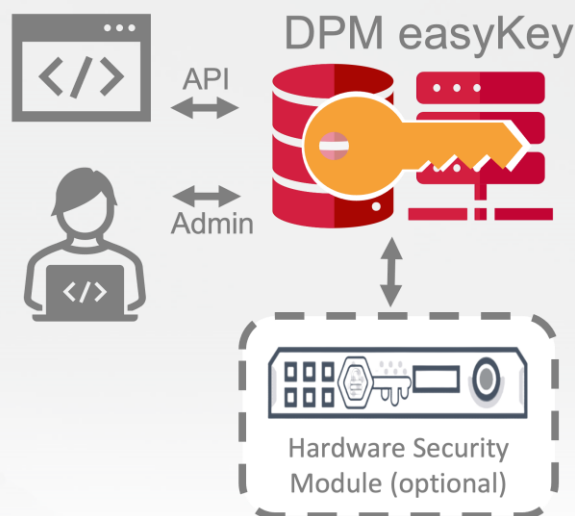 DPM easyKey
</>
API
Admin
</>
Hardware Security
Module (optional)